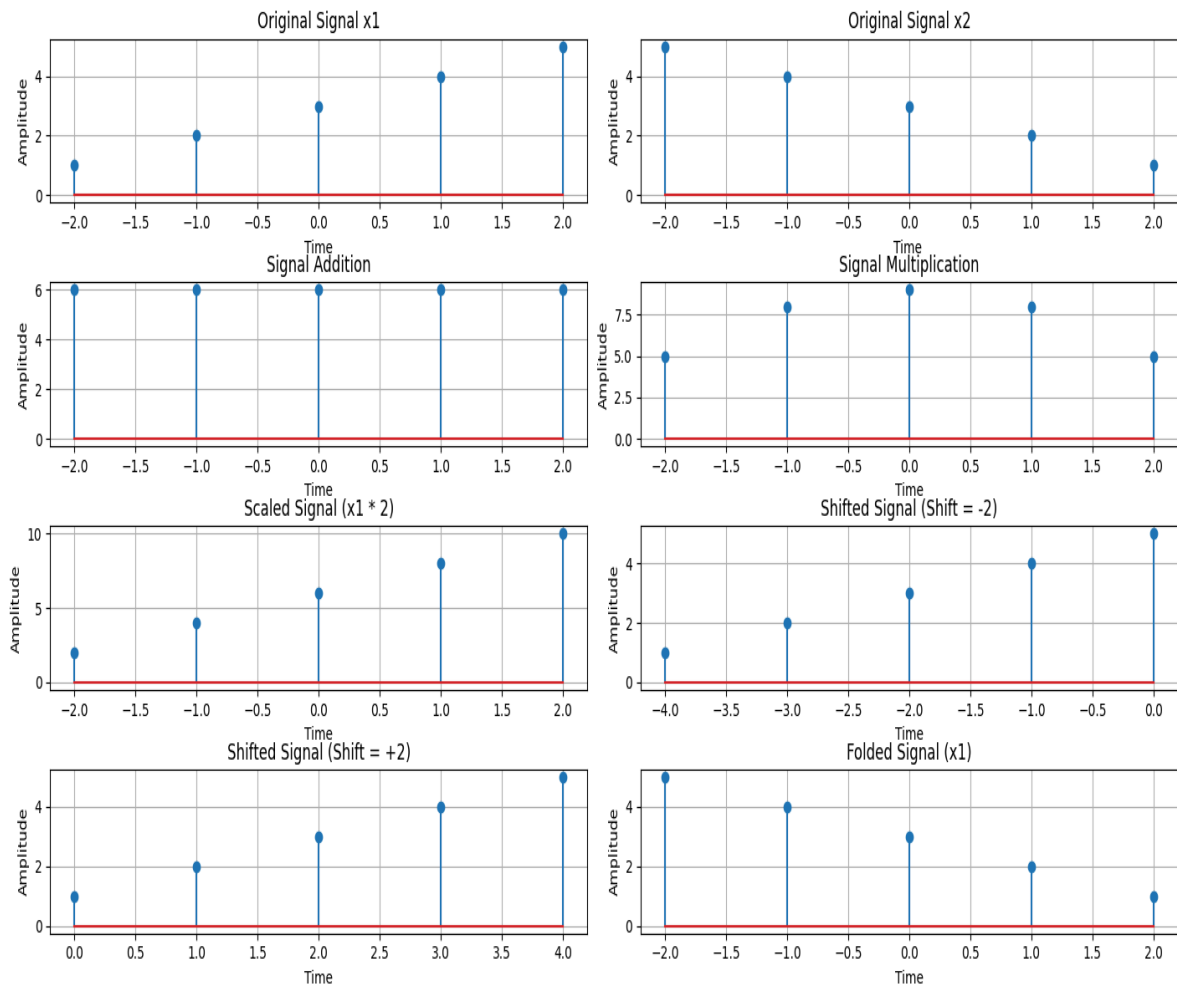 Original Signal x1
Amplitude
4
2
0
−2.0 −1.5 −1.0 −0.5 0.0 0.5 1.0 1.5 2.0
Time
Original Signal x2
Amplitude
4
2
0
−2.0 −1.5 −1.0 −0.5 0.0 0.5 1.0 1.5 2.0
Time
Signal Addition
Amplitude
6
4
2
0
−2.0 −1.5 −1.0 −0.5 0.0 0.5 1.0 1.5 2.0
Time
Signal Multiplication
Amplitude
7.5
5.0
2.5
0.0
−2.0 −1.5 −1.0 −0.5 0.0 0.5 1.0 1.5 2.0
Time
Scaled Signal (x1 * 2)
Amplitude
10
5
0
−2.0 −1.5 −1.0 −0.5 0.0 0.5 1.0 1.5 2.0
Time
Shifted Signal (Shift = -2)
Amplitude
4
2
0
−4.0 −3.5 −3.0 −2.5 −2.0 −1.5 −1.0 −0.5 0.0
Time
Shifted Signal (Shift = +2)
Amplitude
4
2
0
0.0 0.5 1.0 1.5 2.0 2.5 3.0 3.5 4.0
Time
Folded Signal (x1)
Amplitude
4
2
0
−2.0 −1.5 −1.0 −0.5 0.0 0.5 1.0 1.5 2.0
Time